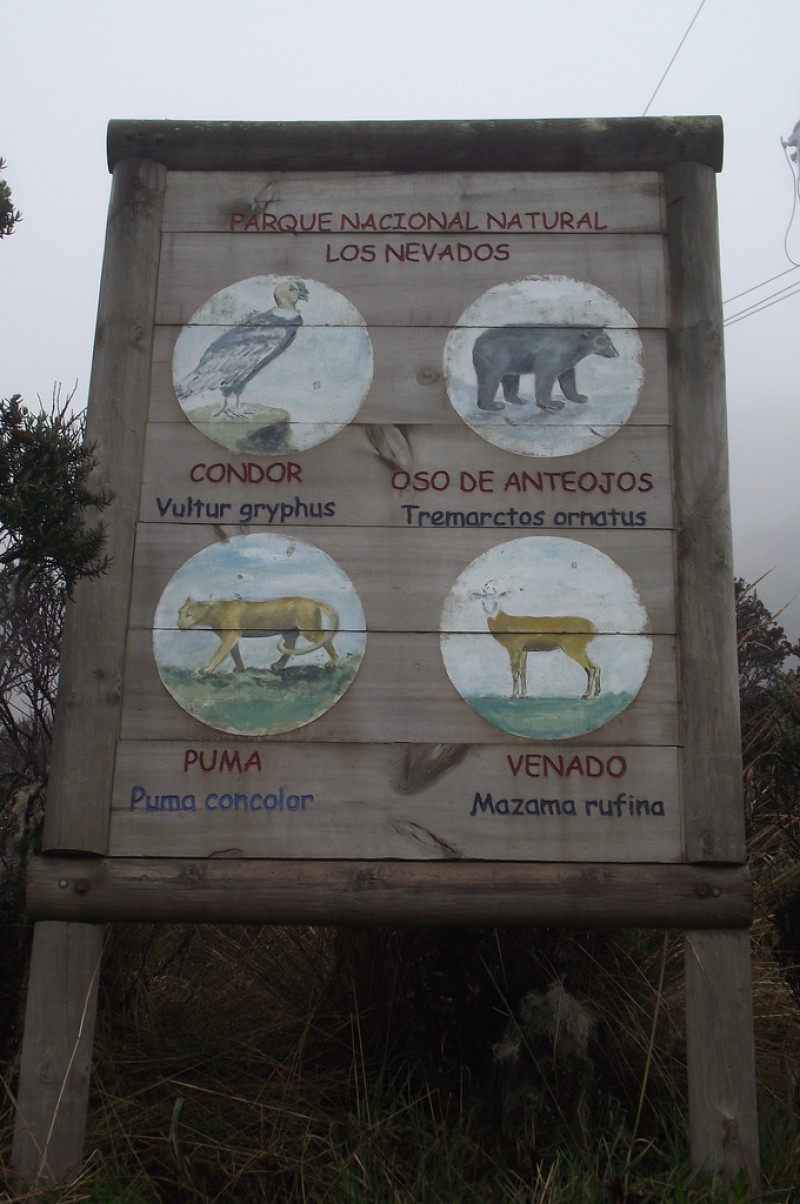 PARQUE NACIONAL NATURAL
LOS NEVADOS
CONDOR
Vultur gryphus
OSO DE ANTEOJOS
Tremarctos ornatus
PUMA
Puma concolor
VENADO
Mazama rufina